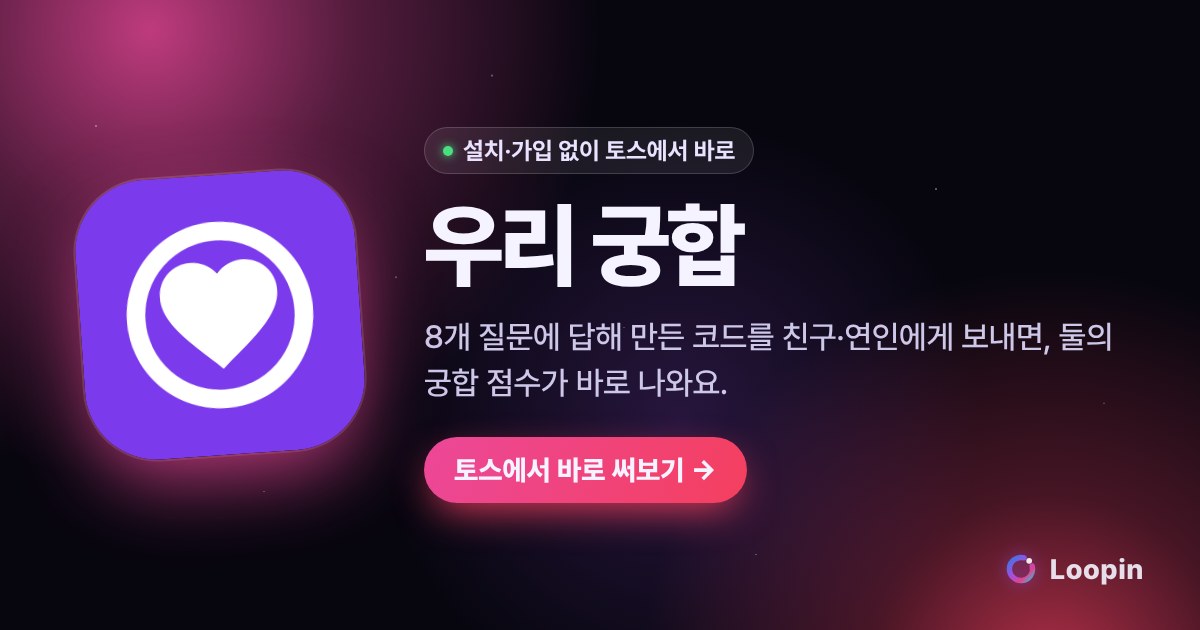 설치·가입 없이 토스에서 바로
우리 궁합
8개 질문에 답해 만든 코드를 친구·연인에게 보내면, 둘의
궁합 점수가 바로 나와요.
토스에서 바로 써보기 →
Loopin